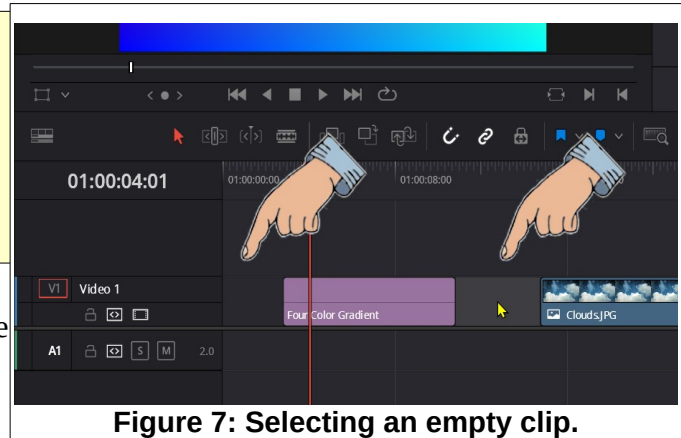 01:00:04:01
01:00:00:00
01:00:08:00
V1 Video 1
Four Color Gradient
Clouds.JPG
e
A1 S M 2.0
Figure 7: Selecting an empty clip.